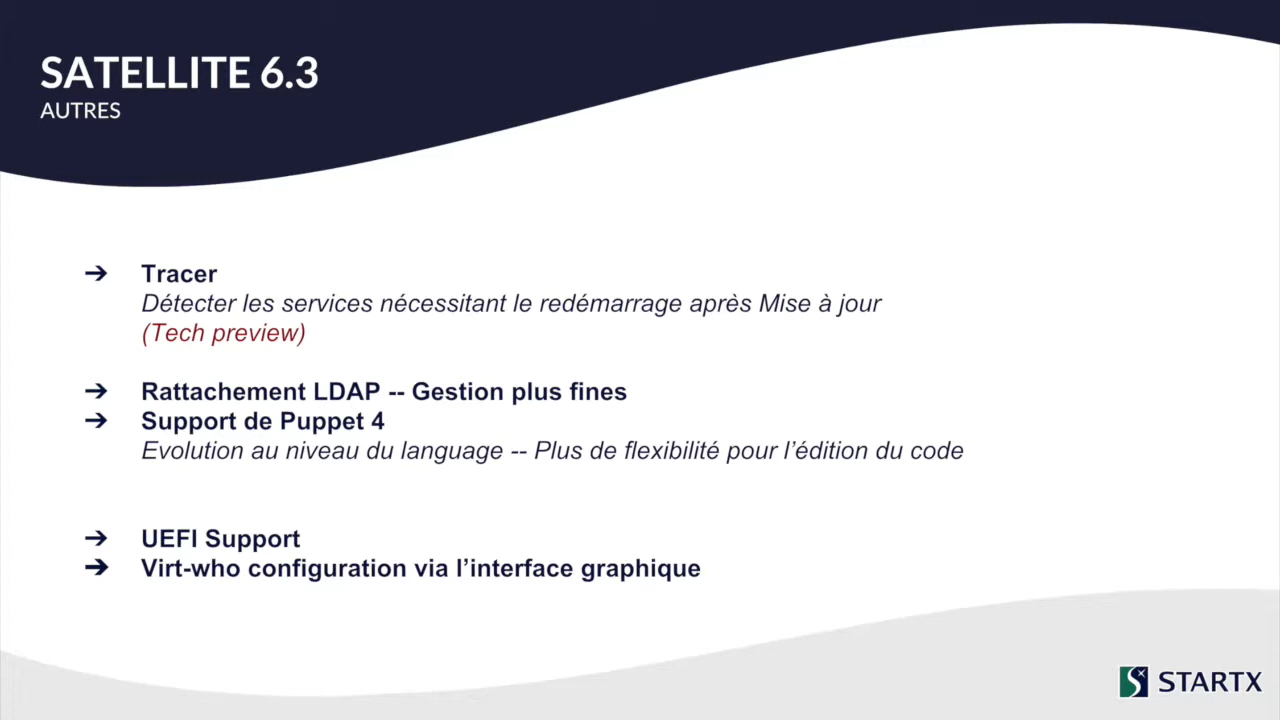 SATELLITE 6.3
AUTRES
➔ Tracer
Détecter les services nécessitant le redémarrage après Mise à jour
(Tech preview)
➔ Rattachement LDAP -- Gestion plus fines
➔ Support de Puppet 4
Evolution au niveau du language -- Plus de flexibilité pour l’édition du code
➔ UEFI Support
➔ Virt-who configuration via l’interface graphique
STARTX